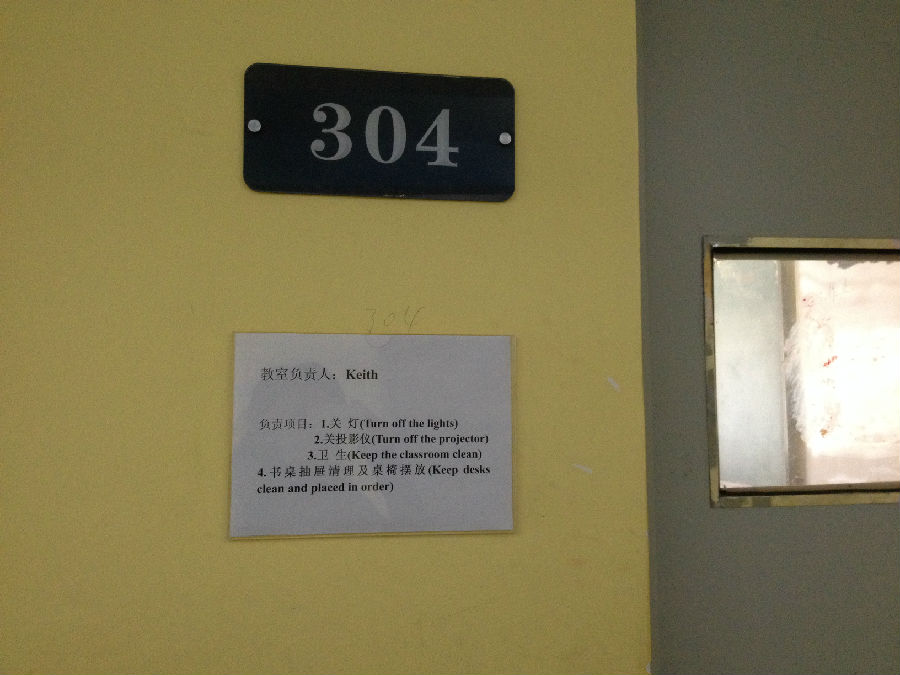 304
304
教室负责人：Keith
负责项目：1.关 灯(Turn off the lights)
2.关投影仪(Turn off the projector)
3.卫 生(Keep the classroom clean)
4.书桌抽屉清理及桌椅摆放(Keep desks
clean and placed in order)